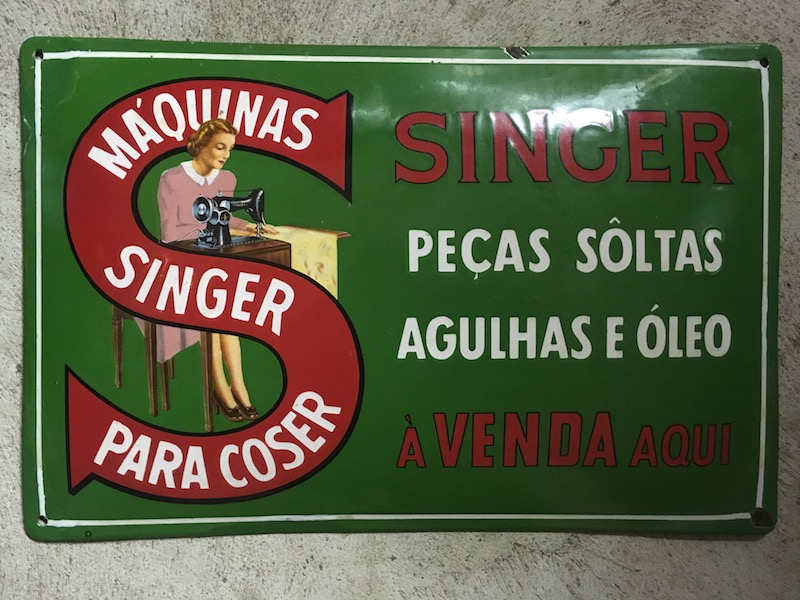 MÁQUINAS
SINGER
PARA COSER
SINGER
PEÇAS SÔLTAS
AGULHAS E ÓLEO
À VENDA AQUI